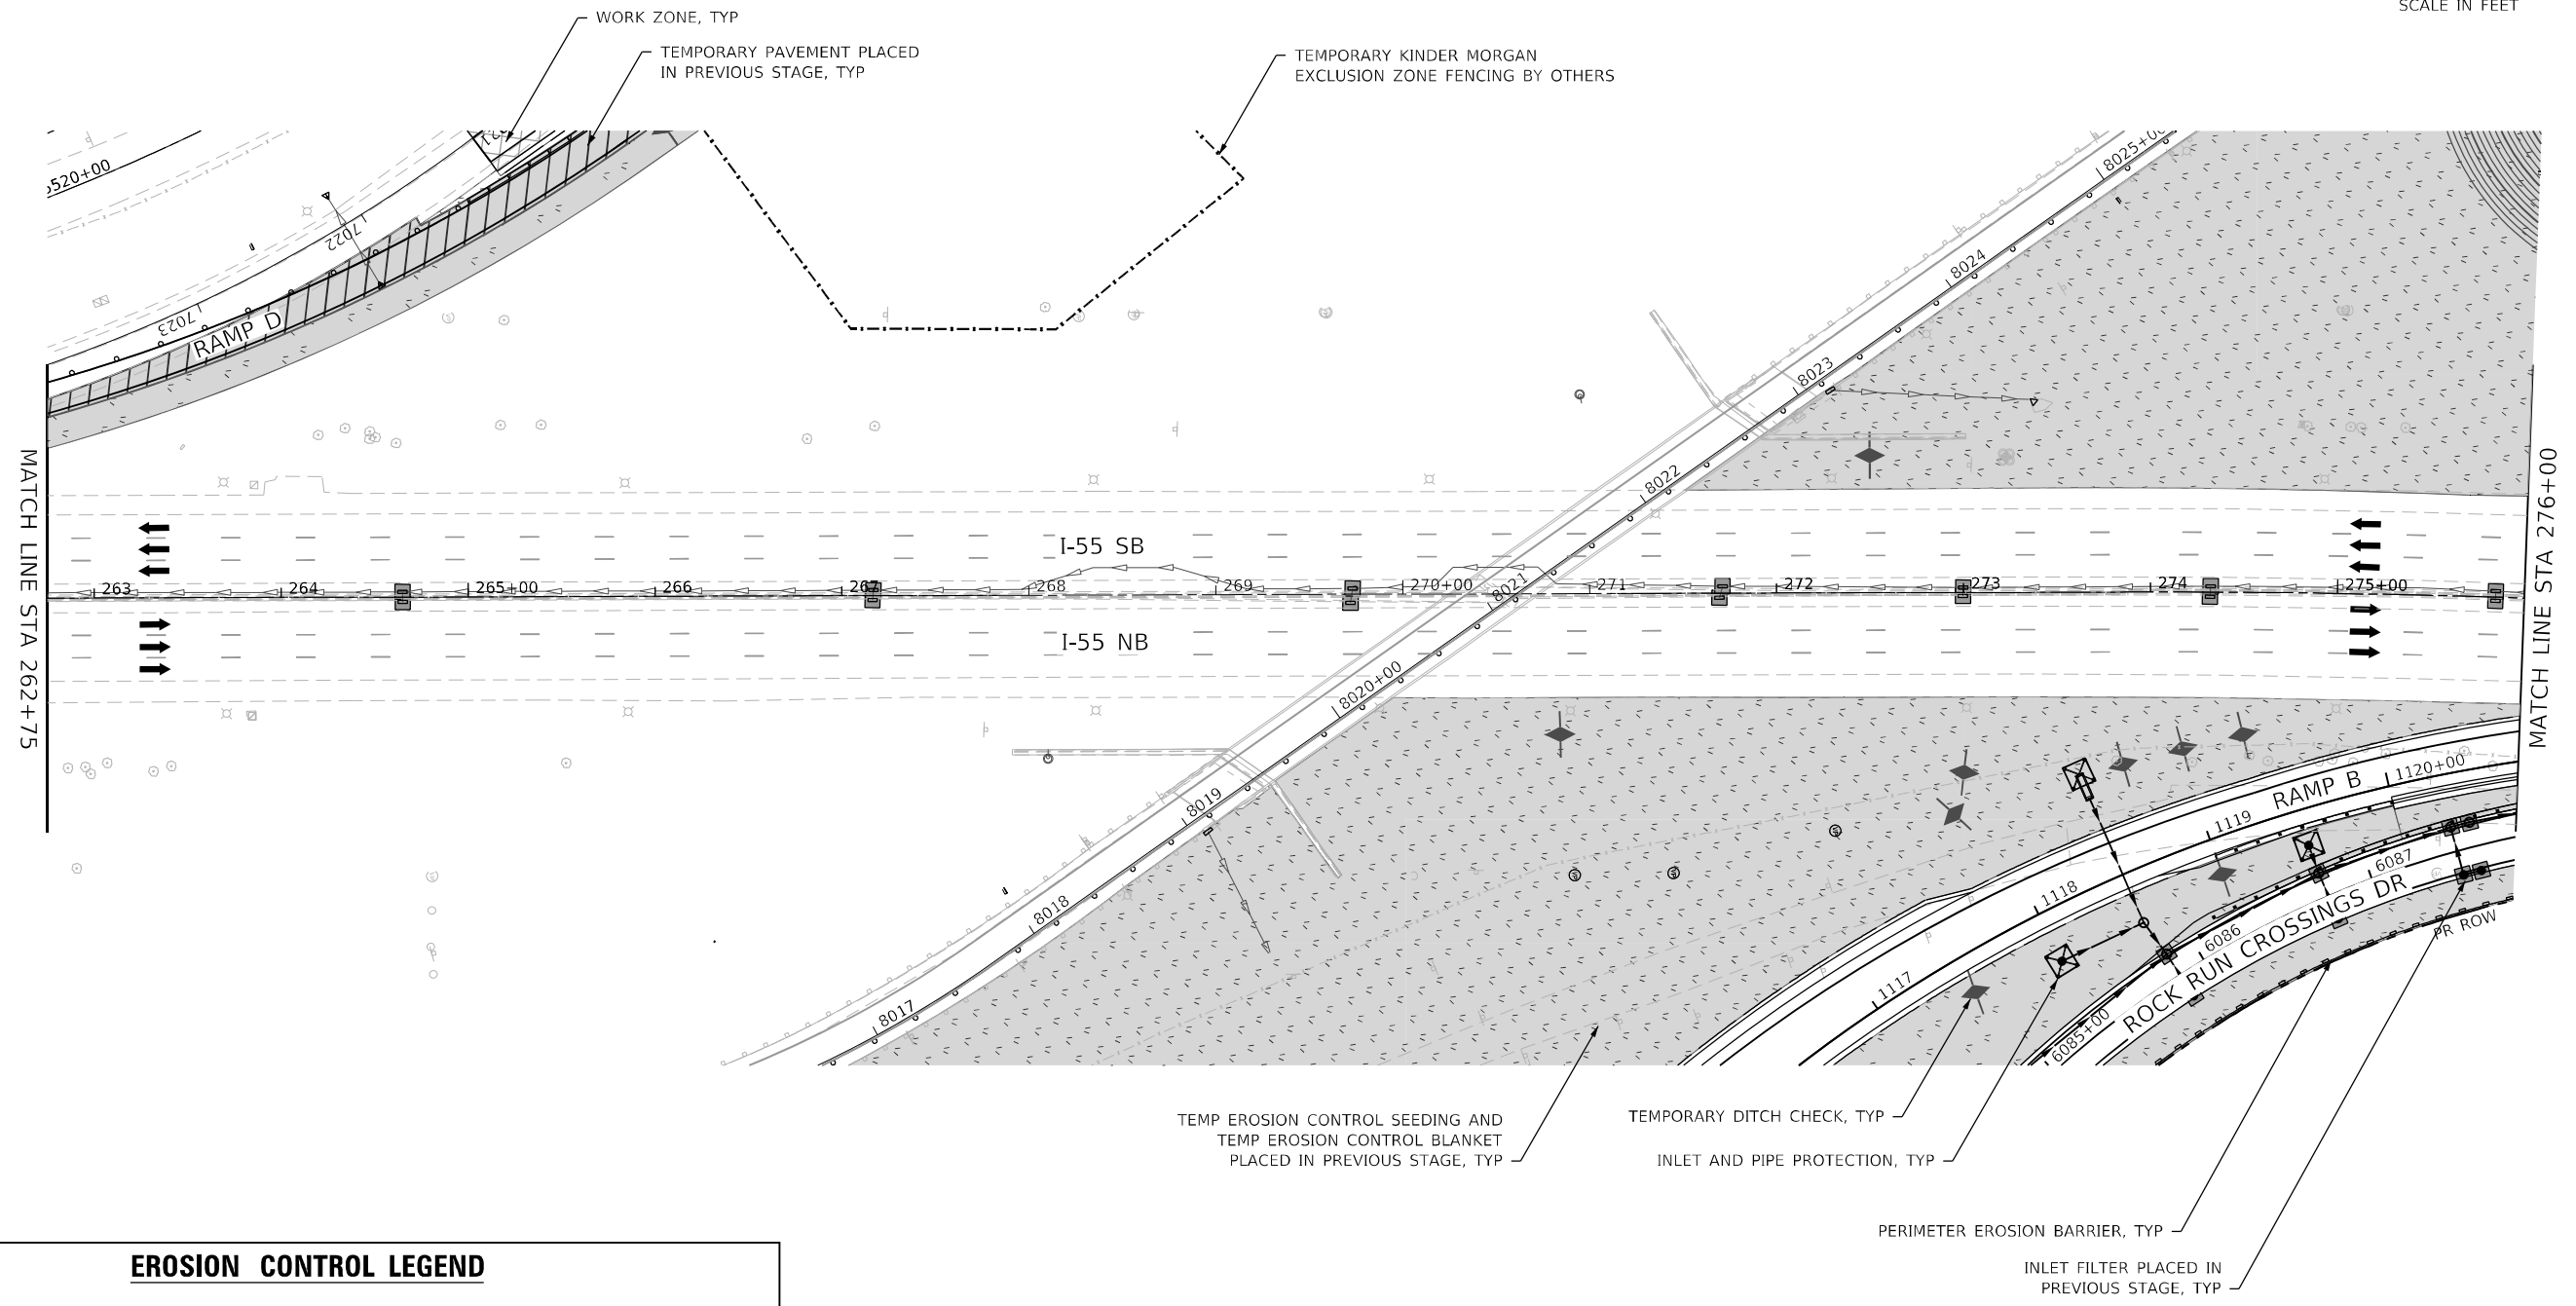 SCALE IN FEET
WORK ZONE, TYP
TEMPORARY PAVEMENT PLACED
IN PREVIOUS STAGE, TYP
TEMPORARY KINDER MORGAN
EXCLUSION ZONE FENCING BY OTHERS
5520+00
7022
7023
RAMP D
8025+00
8024
8023
8022
8021
8020+00
8019
8018
8017
MATCH LINE STA 262+75
MATCH LINE STA 276+00
I-55 SB
263
264
265+00
266
267
268
269
270+00
271
272
273
274
275+00
I-55 NB
RAMP B
1120+00
1119
1118
1117
6087
6086
6085+00
ROCK RUN CROSSINGS DR
PR ROW
TEMP EROSION CONTROL SEEDING AND
TEMP EROSION CONTROL BLANKET
PLACED IN PREVIOUS STAGE, TYP
TEMPORARY DITCH CHECK, TYP
INLET AND PIPE PROTECTION, TYP
PERIMETER EROSION BARRIER, TYP
INLET FILTER PLACED IN
PREVIOUS STAGE, TYP
EROSION CONTROL LEGEND